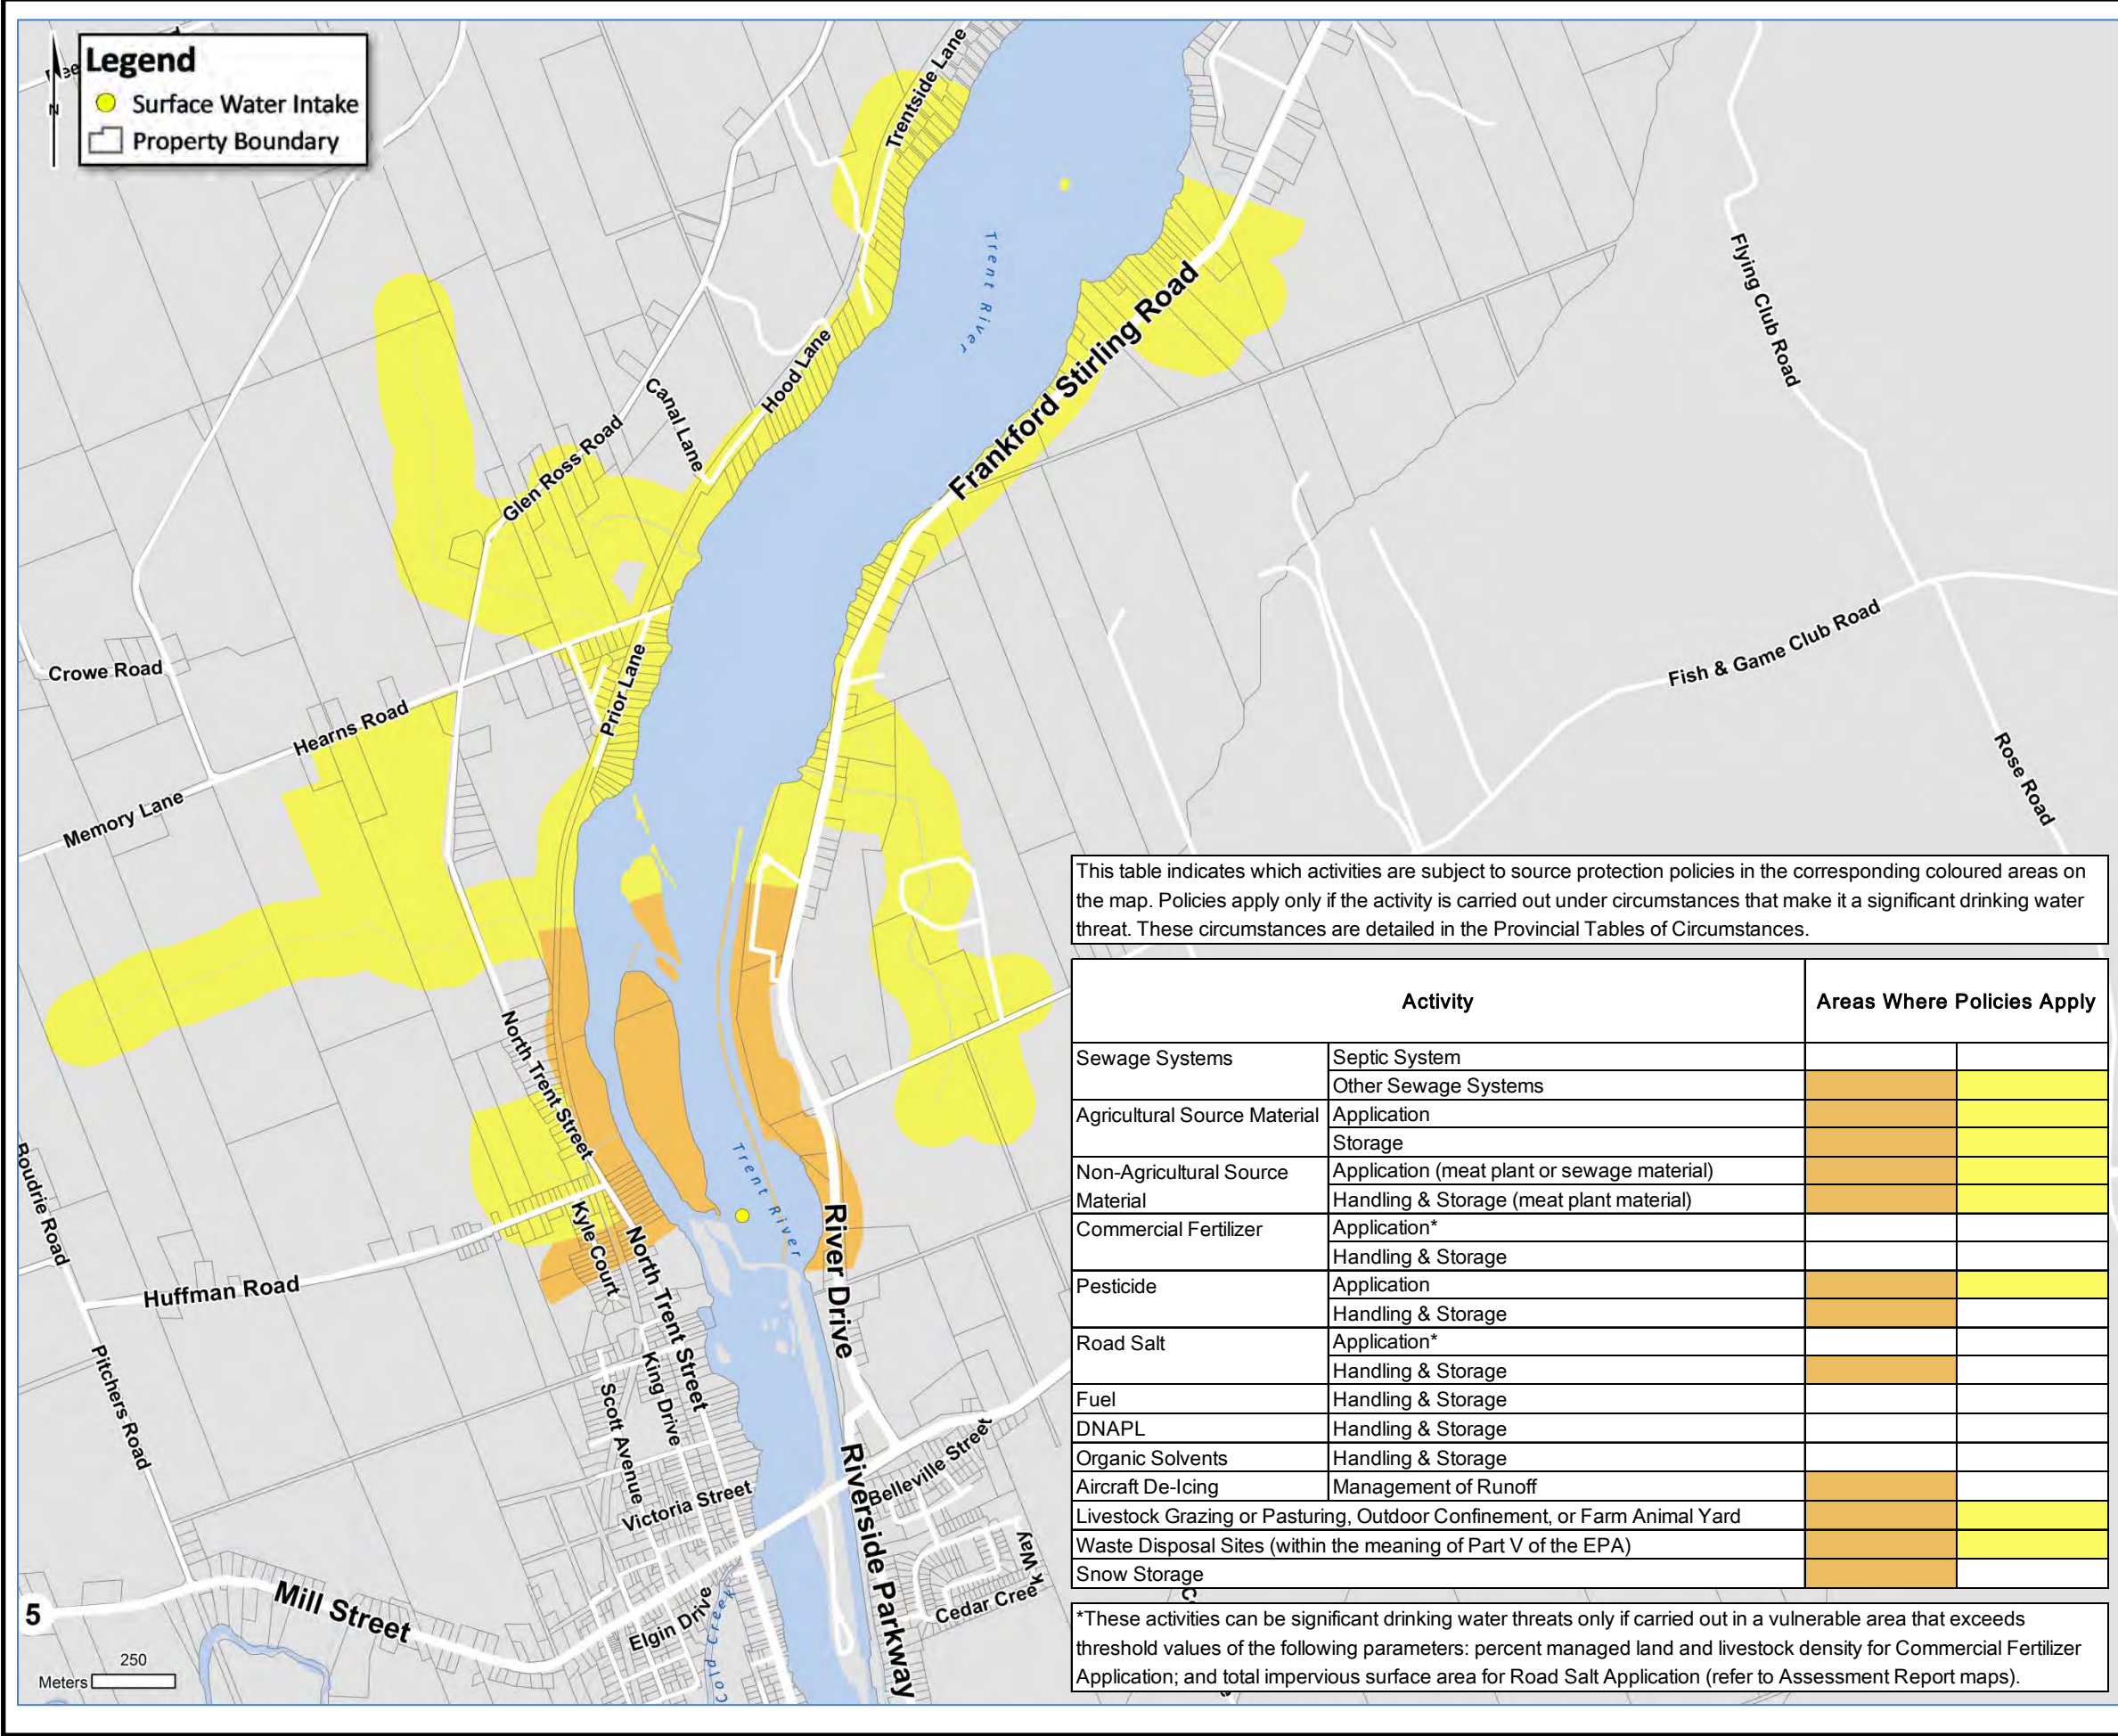 Legend
N
Surface Water Intake
Property Boundary
Trentside Lane
Trent River
Flying Club Road
Frankford Stirling Road
Hood Lane
Canal Lane
Glen Ross Road
Crowe Road
Prior Lane
Hearns Road
Memory Lane
Fish & Game Club Road
Rose Road
North Trent Street
Boudrie Road
Trent River
Kyle Court
North Trent Street
River Drive
Huffman Road
Pitchers Road
King Drive
Scott Avenue
Victoria Street
Belleville Street
Riverside Parkway
Mill Street
5
Elgin Drive
Cold Creek
Cedar Cree
k Way
250
Meters
This table indicates which activities are subject to source protection policies in the corresponding coloured areas on
the map. Policies apply only if the activity is carried out under circumstances that make it a significant drinking water
threat. These circumstances are detailed in the Provincial Tables of Circumstances.
Activity Areas Where Policies Apply
Sewage Systems Septic System
Other Sewage Systems
Agricultural Source Material Application
Storage
Non-Agricultural Source Application (meat plant or sewage material)
Material Handling & Storage (meat plant material)
Commercial Fertilizer Application*
Handling & Storage
Pesticide Application
Handling & Storage
Road Salt Application*
Handling & Storage
Fuel Handling & Storage
DNAPL Handling & Storage
Organic Solvents Handling & Storage
Aircraft De-Icing Management of Runoff
Livestock Grazing or Pasturing, Outdoor Confinement, or Farm Animal Yard
Waste Disposal Sites (within the meaning of Part V of the EPA)
Snow Storage
*These activities can be significant drinking water threats only if carried out in a vulnerable area that exceeds
threshold values of the following parameters: percent managed land and livestock density for Commercial Fertilizer
Application; and total impervious surface area for Road Salt Application (refer to Assessment Report maps).